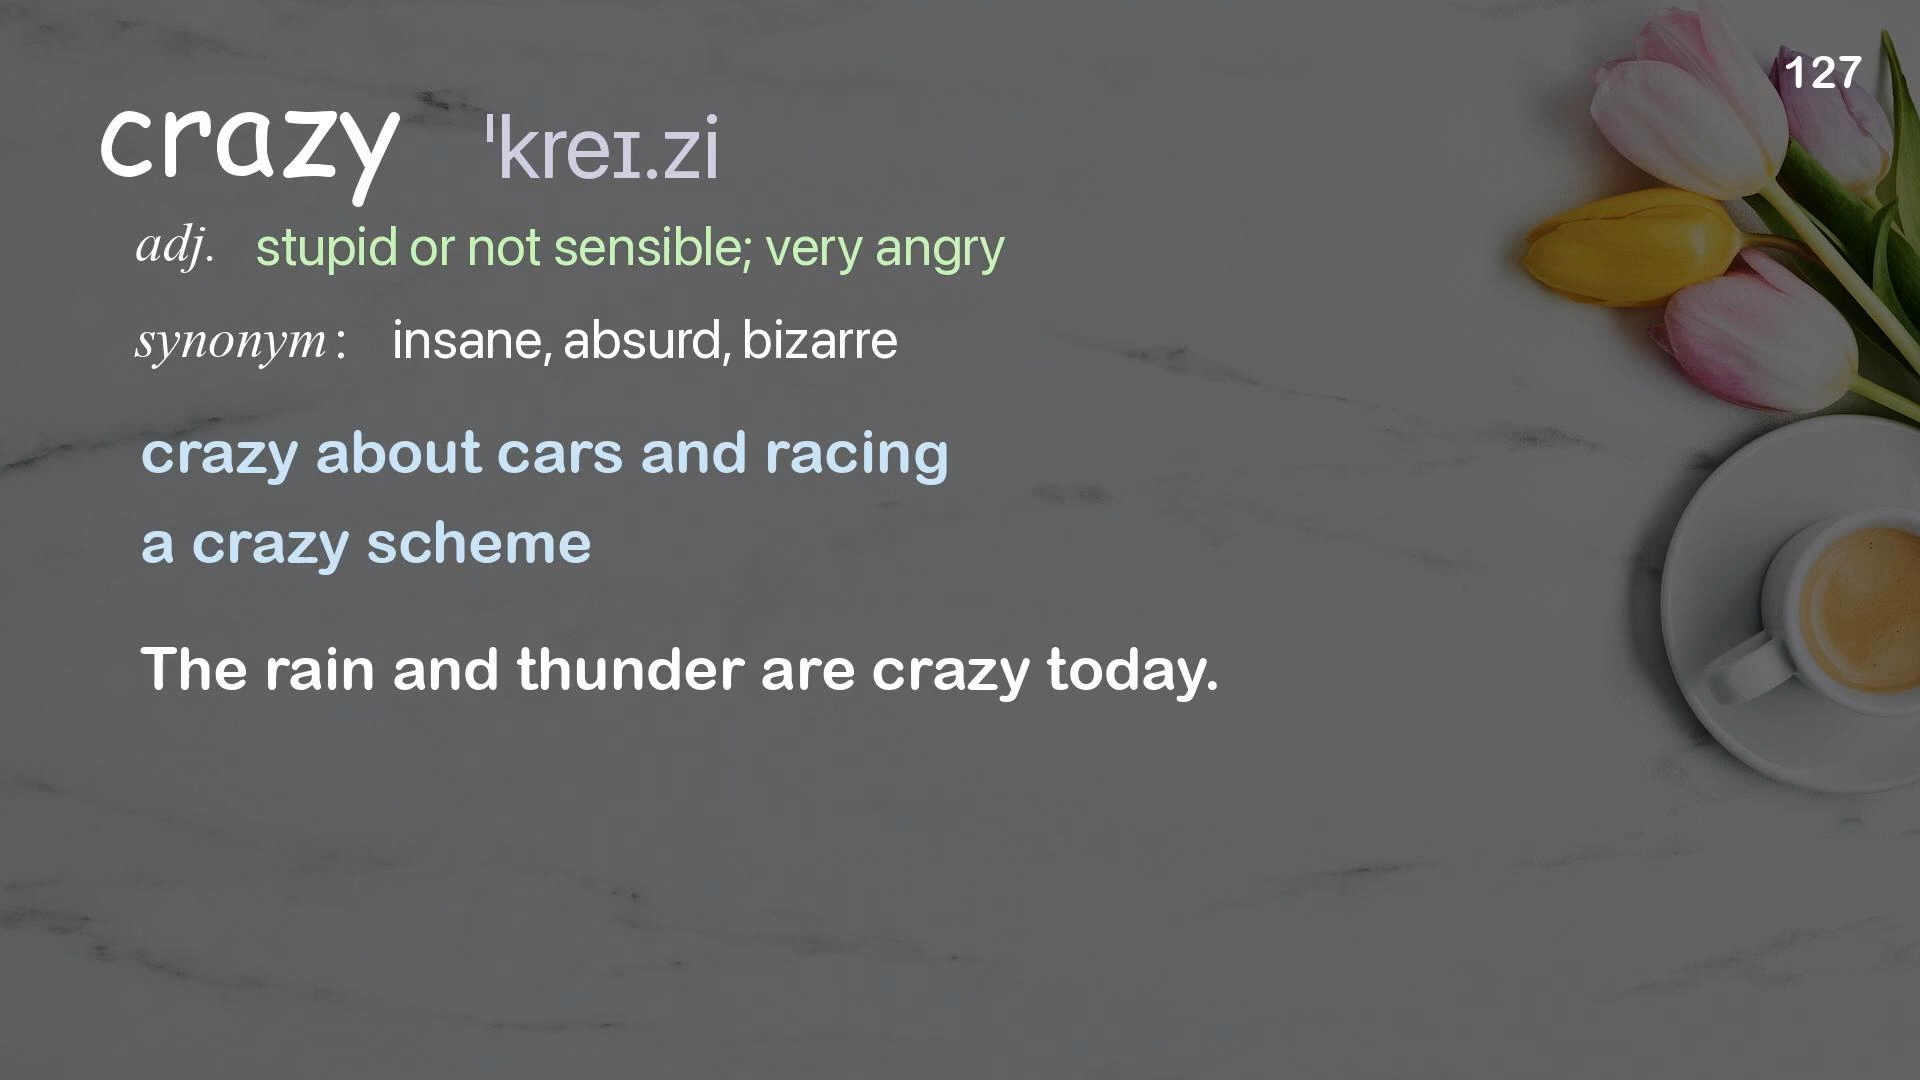 127
crazy ˈkreɪ.zi
adj. stupid or not sensible; very angry
synonym: insane, absurd, bizarre
crazy about cars and racing
a crazy scheme
The rain and thunder are crazy today.